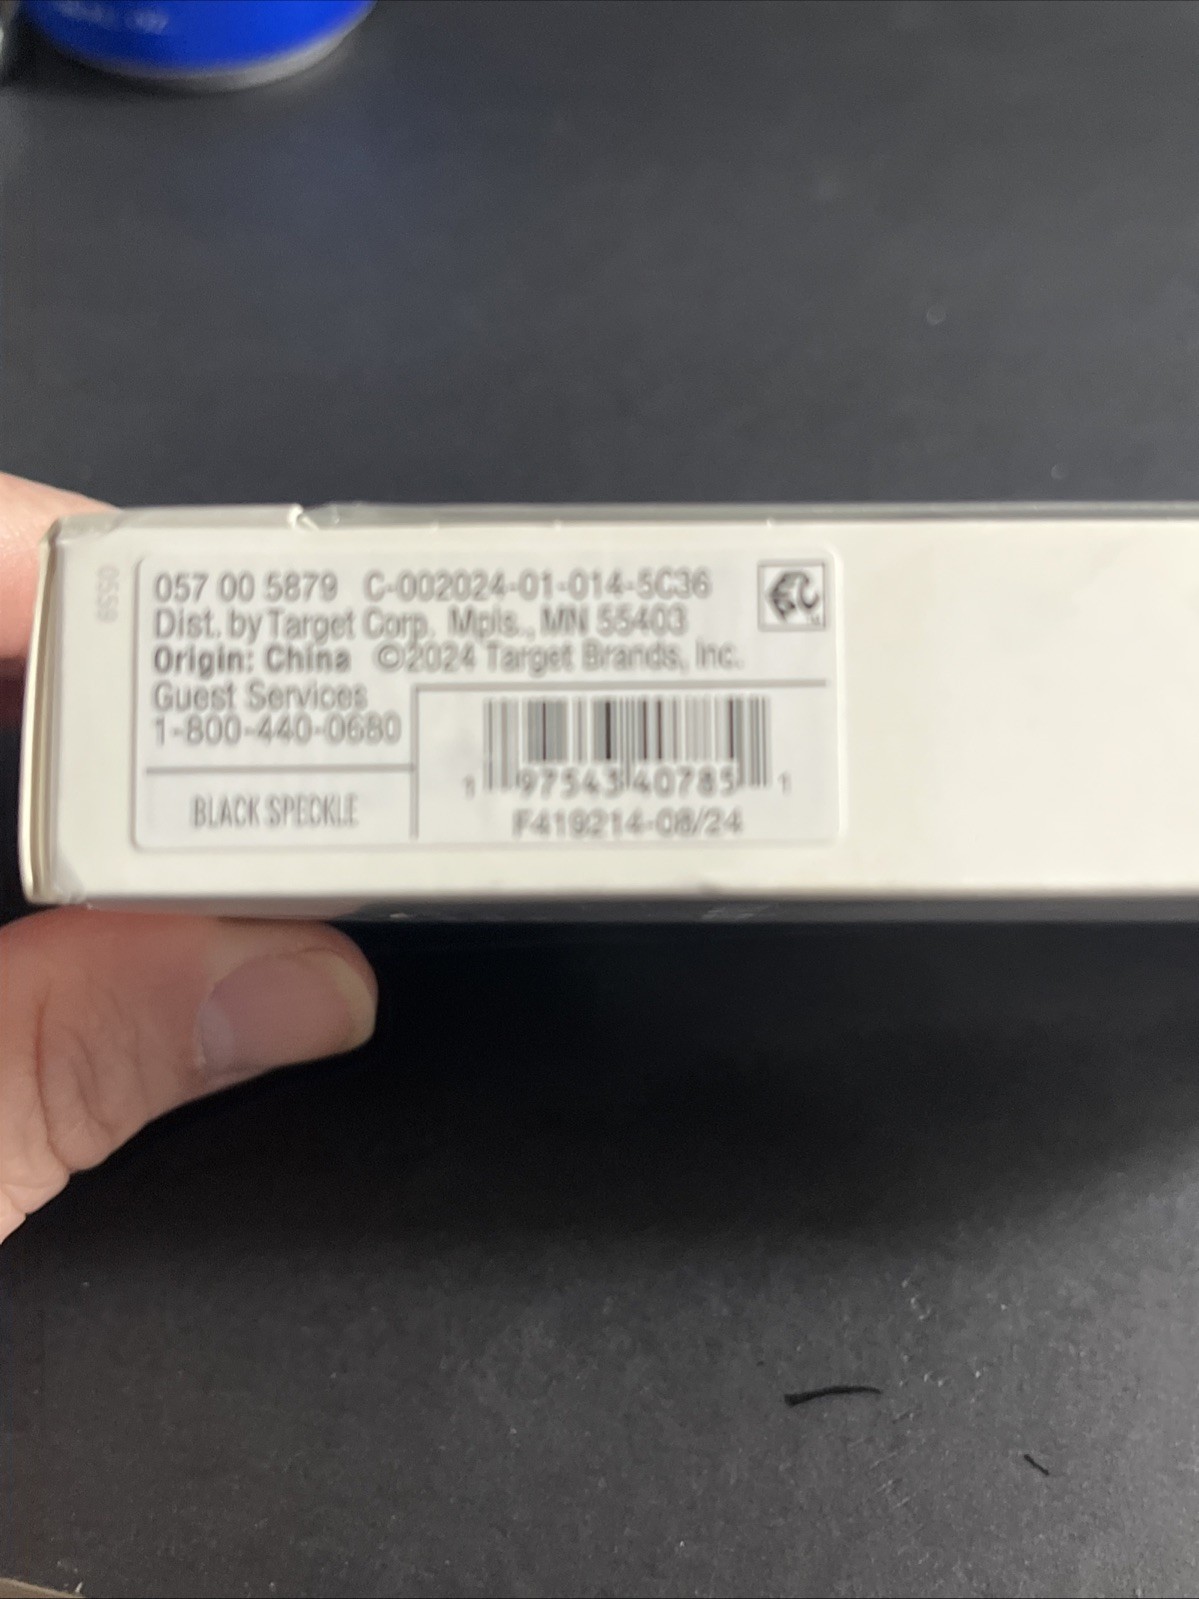 057 00 5879 C-002024-01-014-5C36
Dist. by Target Corp. Mpls., MN 55403
Origin: China ©2024 Target Brands, Inc.
Guest Services
1-800-440-0680
BLACK SPECKLE
1 97543 40785 1
F419214-08/24